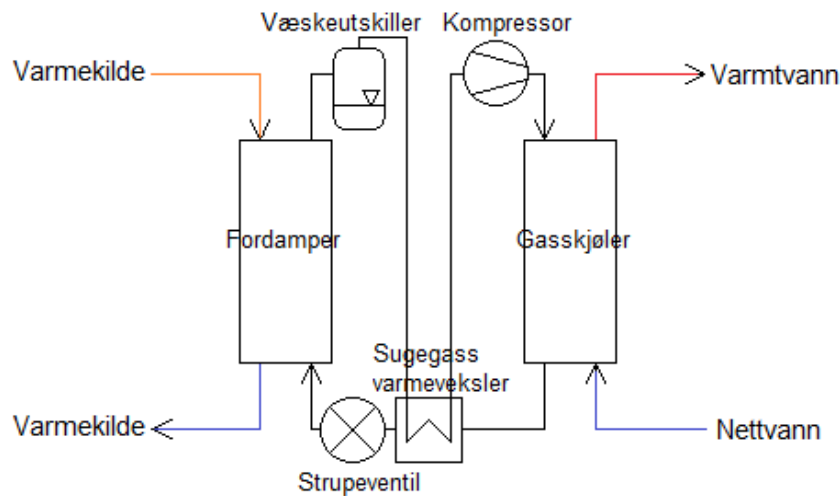 Væskeutskiller
Kompressor
Varmekilde
Varmtvann
Fordamper
Gasskjøler
Sugegass
varmeveksler
Varmekilde
Nettvann
Strupeventil